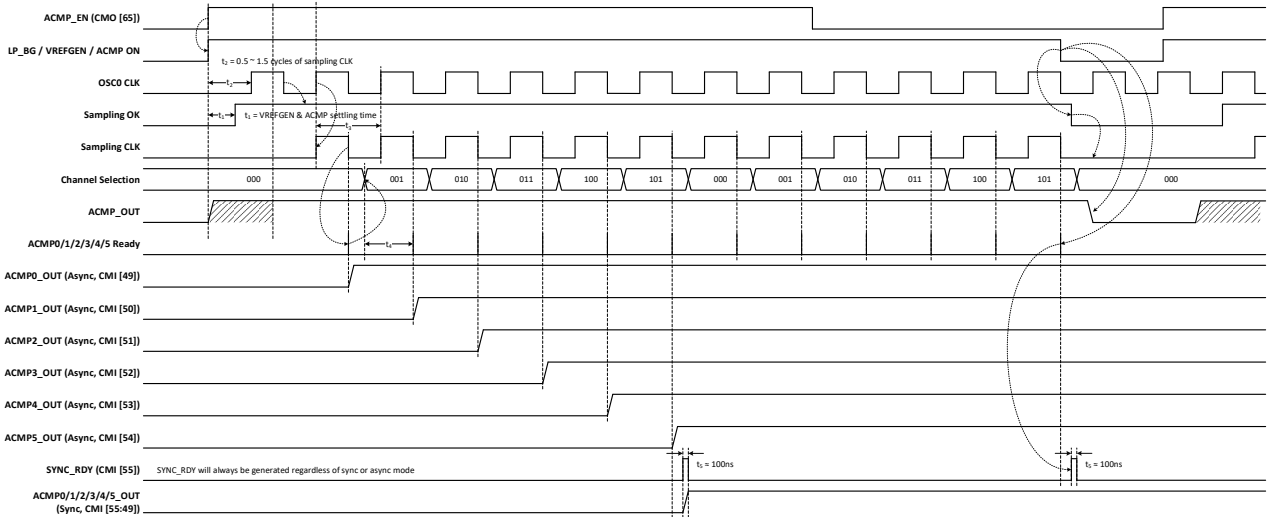 ACMP_EN (CMO [65])
LP_BG / VREFGEN / ACMP ON
t₂ = 0.5 ~ 1.5 cycles of sampling CLK
OSC0 CLK
t₂
Sampling OK
t₁
t₁ = VREFGEN & ACMP settling time
t₃
Sampling CLK
Channel Selection
000 001 010 011 100 101 000 001 010 011 100 101 000
ACMP_OUT
ACMP0/1/2/3/4/5 Ready
t₄
ACMP0_OUT (Async, CMI [49])
ACMP1_OUT (Async, CMI [50])
ACMP2_OUT (Async, CMI [51])
ACMP3_OUT (Async, CMI [52])
ACMP4_OUT (Async, CMI [53])
ACMP5_OUT (Async, CMI [54])
t₅ = 100ns t₅ = 100ns
SYNC_RDY (CMI [55])
SYNC_RDY will always be generated regardless of sync or async mode
ACMP0/1/2/3/4/5_OUT
(Sync, CMI [55:49])